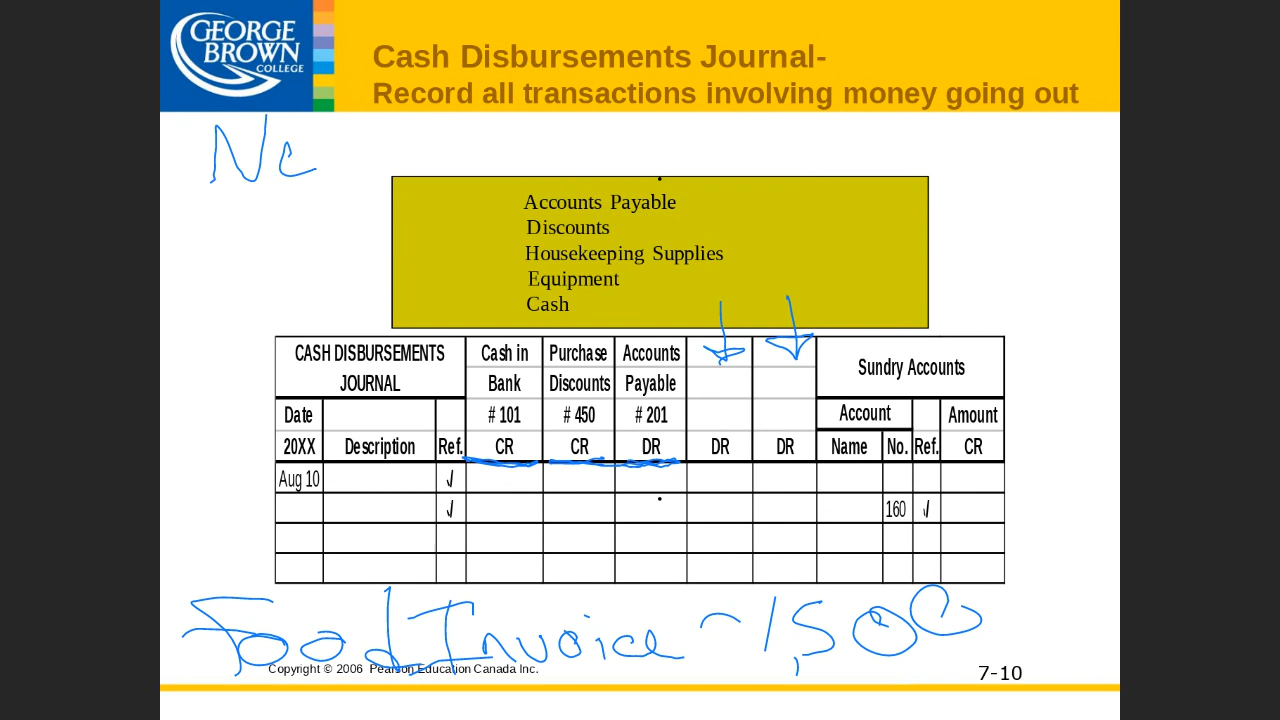 GEORGE
BROWN
COLLEGE
Cash Disbursements Journal-
Record all transactions involving money going out
Accounts Payable
Discounts
Housekeeping Supplies
Equipment
Cash
CASH DISBURSEMENTS JOURNAL
Cash in Bank # 101 CR
Purchase Discounts # 450 CR
Accounts Payable # 201 DR
DR
DR
Sundry Accounts
Account
Date 20XX Description Ref.
Name No. Ref. Amount CR
Aug 10 √
√ 160 √
Food Invoice - 1,500
Copyright © 2006 Pearson Education Canada Inc.
7-10